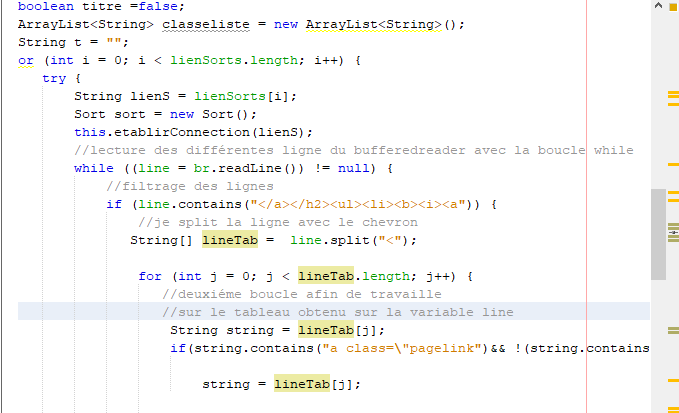 boolean titre =false;
ArrayList<String> classeliste = new ArrayList<String>();
String t = "";
or (int i = 0; i < lienSorts.length; i++) {
try {
String lienS = lienSorts[i];
Sort sort = new Sort();
this.etablirConnection(lienS);
//lecture des différentes ligne du bufferedreader avec la boucle while
while ((line = br.readLine()) != null) {
//filtrage des lignes
if (line.contains("</a></h2><ul><li><b><i><a")) {
//je split la ligne avec le chevron
String[] lineTab =  line.split("<");
for (int j = 0; j < lineTab.length; j++) {
//deuxiéme boucle afin de travaille
//sur le tableau obtenu sur la variable line
String string = lineTab[j];
if(string.contains("a class=\"pagelink")&& !(string.contains
string = lineTab[j];